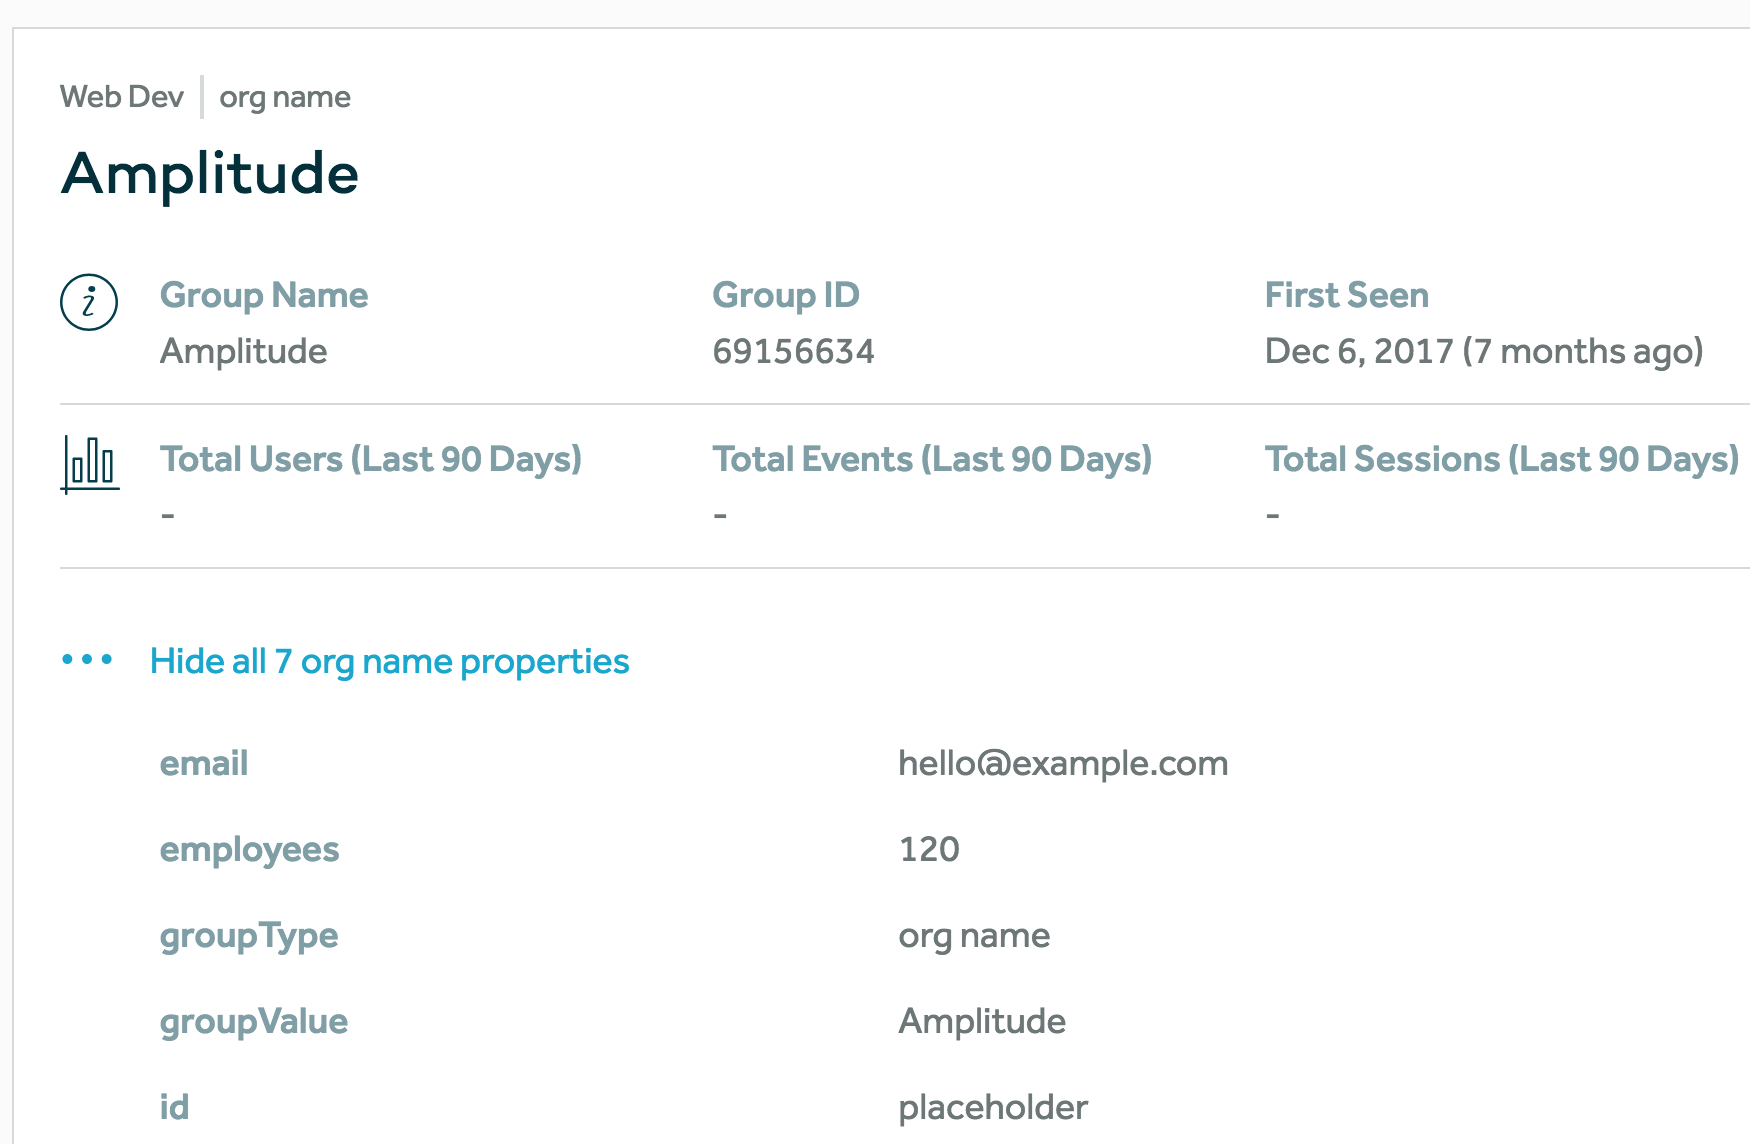 Web Dev | org name
Amplitude
Group Name Group ID First Seen
Amplitude 69156634 Dec 6, 2017 (7 months ago)
Total Users (Last 90 Days) Total Events (Last 90 Days) Total Sessions (Last 90 Days)
- - -
Hide all 7 org name properties
email hello@example.com
employees 120
groupType org name
groupValue Amplitude
id placeholder